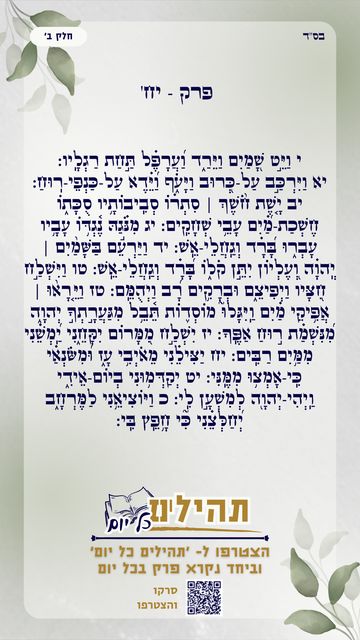 בס"ד
חלק ב'
פרק - יח'
י וַיֵּט שָׁמַיִם וַיֵּרַד וַעֲרָפֶל תַּחַת רַגְלָיו:
יא וַיִּרְכַּב עַל-כְּרוּב וַיָּעֹף וַיֵּדֶא עַל-כַּנְפֵי-רוּחַ:
יב יָשֶׁת חֹשֶׁךְ | סִתְרוֹ סְבִיבוֹתָיו סֻכָּתוֹ
חֶשְׁכַת-מַיִם עָבֵי שְׁחָקִים: יג מִנֹּגַהּ נֶגְדּוֹ עָבָיו
עָבְרוּ בָּרָד וְגַחֲלֵי-אֵשׁ: יד וַיַּרְעֵם בַּשָּׁמַיִם |
יְהוָה וְעֶלְיוֹן יִתֵּן קֹלוֹ בָּרָד וְגַחֲלֵי-אֵשׁ: טו וַיִּשְׁלַח
חִצָּיו וַיְפִיצֵם וּבְרָקִים רָב וַיְהֻמֵּם: טז וַיֵּרָאוּ |
אֲפִיקֵי מַיִם וַיִּגָּלוּ מוֹסְדוֹת תֵּבֵל מִגַּעֲרָתְךָ יְהוָה
מִנִּשְׁמַת רוּחַ אַפֶּךָ: יז יִשְׁלַח מִמָּרוֹם יִקָּחֵנִי יַמְשֵׁנִי
מִמַּיִם רַבִּים: יח יַצִּילֵנִי מֵאֹיְבִי עָז וּמִשֹּׂנְאַי
כִּי-אָמְצוּ מִמֶּנִּי: יט יְקַדְּמוּנִי בְיוֹם-אֵידִי
וַיְהִי-יְהוָה לְמִשְׁעָן לִי: כ וַיּוֹצִיאֵנִי לַמֶּרְחָב
יְחַלְּצֵנִי כִּי חָפֵץ בִּי:
תהילים
כל יום
הצטרפו ל- 'תהילים כל יום'
וביחד נקרא פרק בכל יום
סרקו
והצטרפו